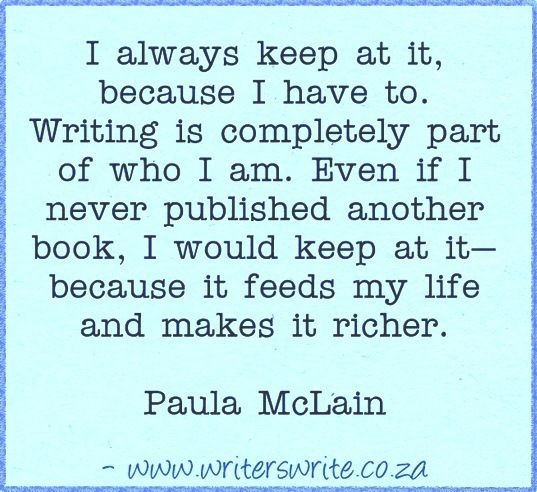 I always keep at it,
because I have to.
Writing is completely part
of who I am. Even if I
never published another
book, I would keep at it—
because it feeds my life
and makes it richer.
Paula McLain
- www.writerswrite.co.za